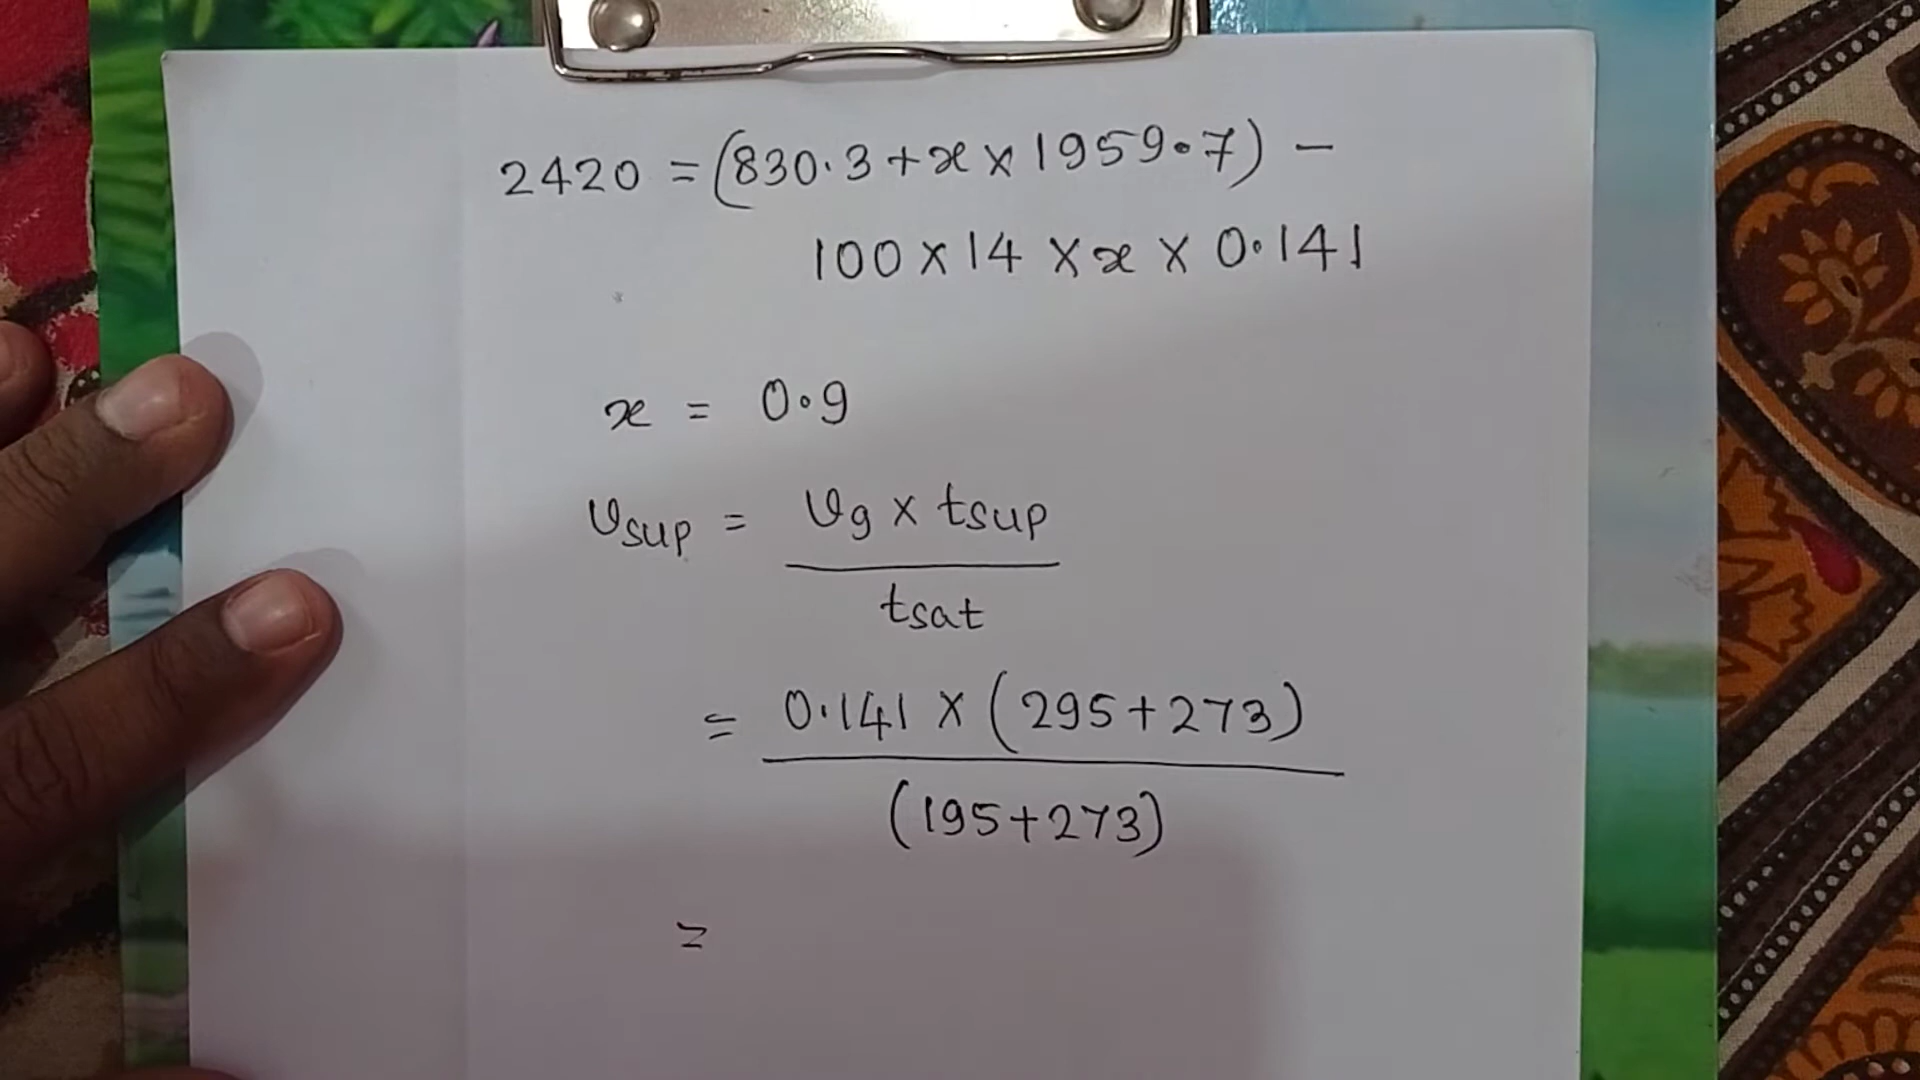 2420 = (830.3 + x × 1959.7) −
100 × 14 × x × 0.141
x = 0.9
vsup = vg × tsup
tsat
= 0.141 × (295+273)
(195+273)
=